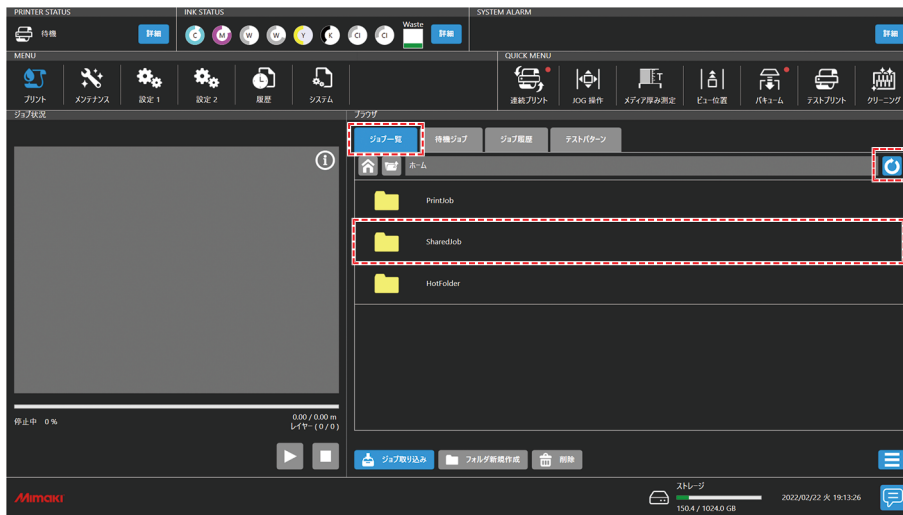 PRINTER STATUS
INK STATUS
SYSTEM ALARM
待機
詳細
C
M
W
W
Y
K
Cl
Cl
Waste
詳細
詳細
MENU
QUICK MENU
プリント
メンテナンス
設定 1
設定 2
履歴
システム
連続プリント
JOG 操作
メディア厚み測定
ビュー位置
バキューム
テストプリント
クリーニング
ジョブ状況
ブラウザ
ジョブ一覧
待機ジョブ
ジョブ履歴
テストパターン
ホーム
PrintJob
SharedJob
HotFolder
停止中 0 %
0.00 / 0.00 m
レイヤー ( 0 / 0 )
ジョブ取り込み
フォルダ新規作成
削除
Mimaki
ストレージ
150.4 / 1024.0 GB
2022/02/22 火 19:13:26